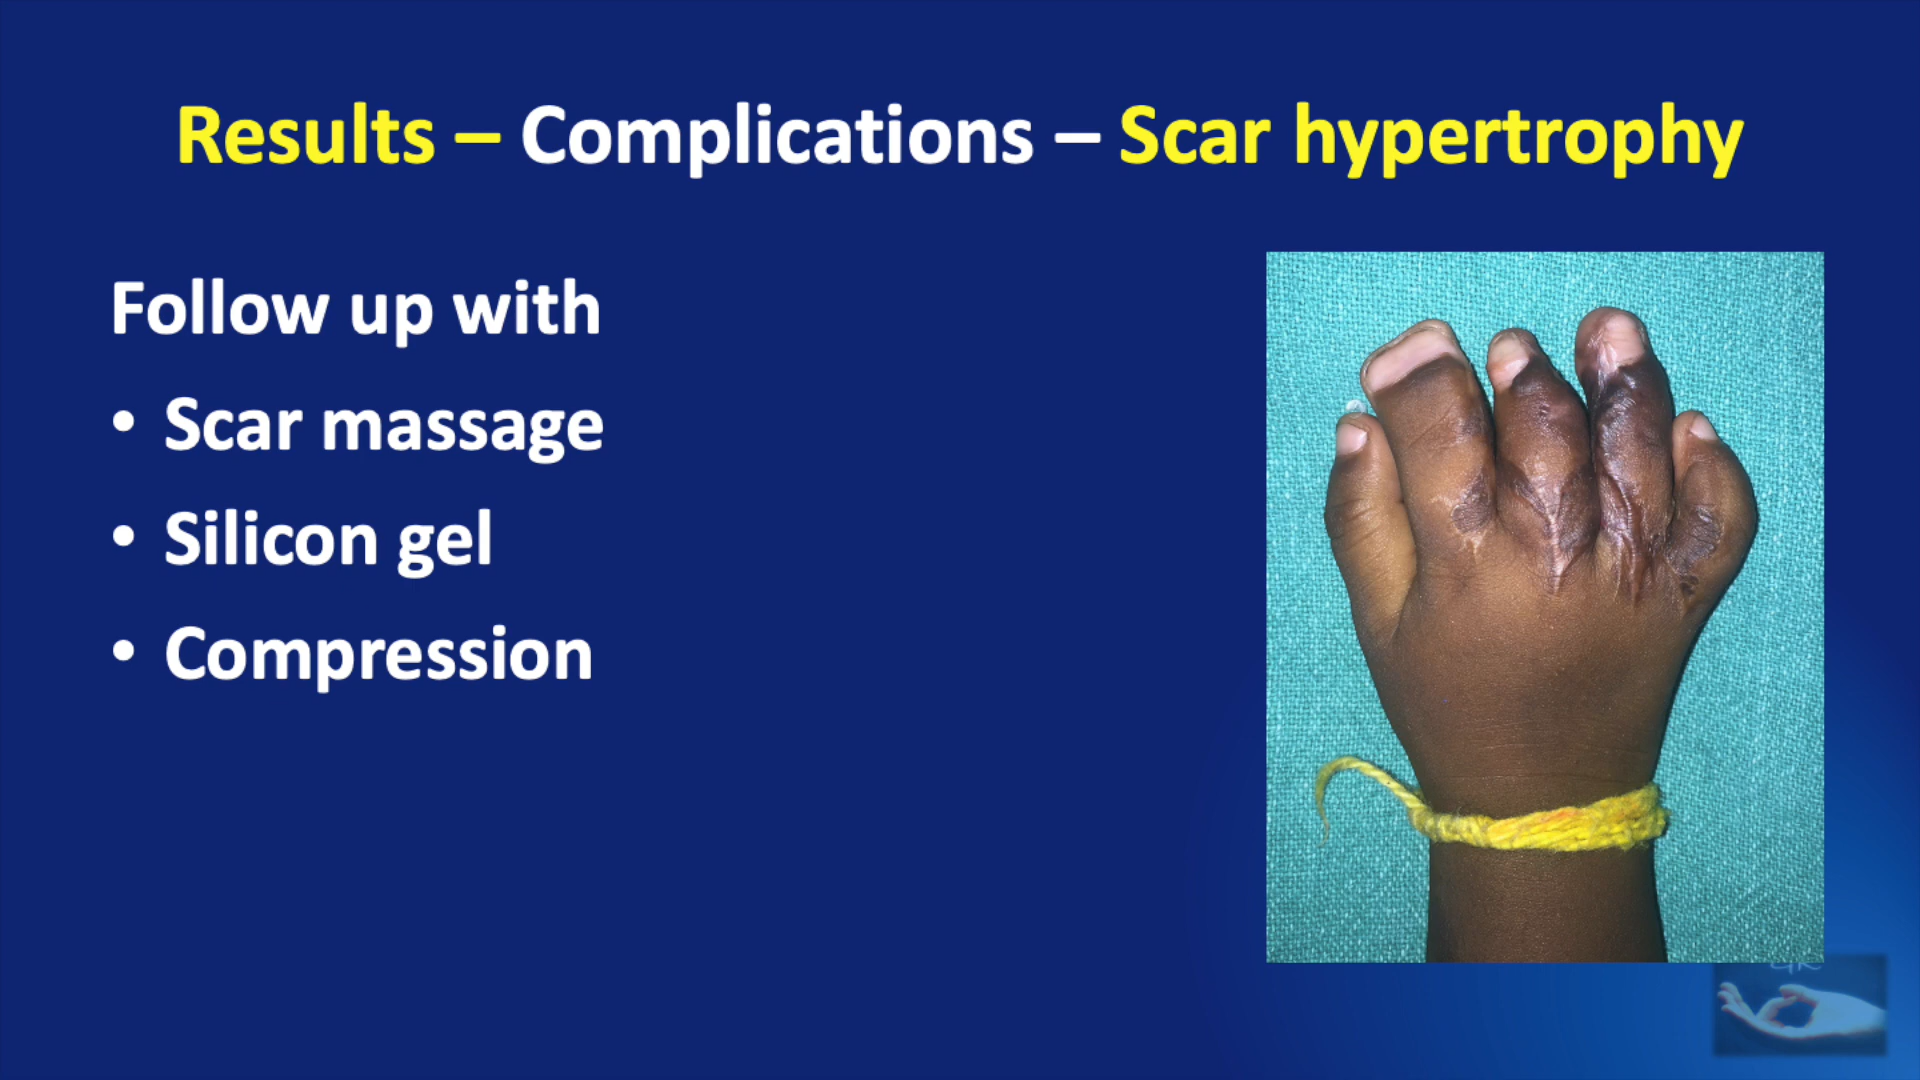 Results – Complications – Scar hypertrophy
Follow up with
• Scar massage
• Silicon gel
• Compression